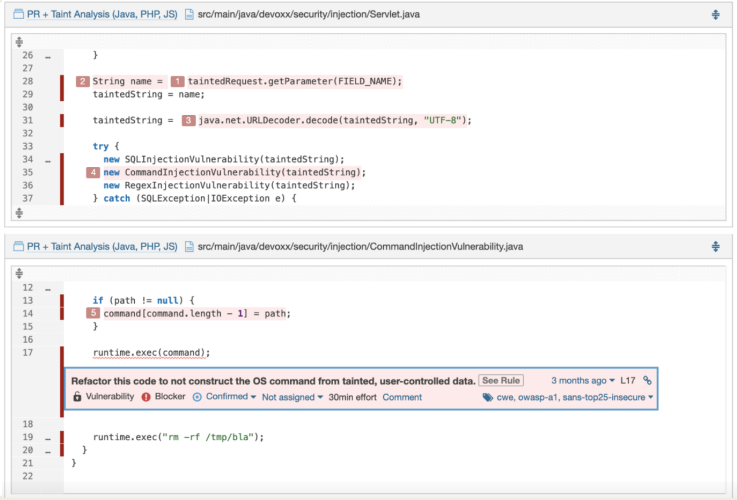 PR + Taint Analysis (Java, PHP, JS) src/main/java/devoxx/security/injection/Servlet.java
26 … }
27
28 2 String name = 1 taintedRequest.getParameter(FIELD_NAME);
29 taintedString = name;
30
31 taintedString = 3 java.net.URLDecoder.decode(taintedString, "UTF-8");
32
33 try {
34 … new SQLInjectionVulnerability(taintedString);
35 4 new CommandInjectionVulnerability(taintedString);
36 new RegexInjectionVulnerability(taintedString);
37 } catch (SQLException|IOException e) {
PR + Taint Analysis (Java, PHP, JS) src/main/java/devoxx/security/injection/CommandInjectionVulnerability.java
12 …
13 if (path != null) {
14 5 command[command.length - 1] = path;
15 }
16
17 runtime.exec(command);
Refactor this code to not construct the OS command from tainted, user-controlled data. See Rule 3 months ago L17
Vulnerability Blocker Confirmed Not assigned 30min effort Comment cwe, owasp-a1, sans-top25-insecure
18
19 … runtime.exec("rm -rf /tmp/bla");
20 … }
21 }
22